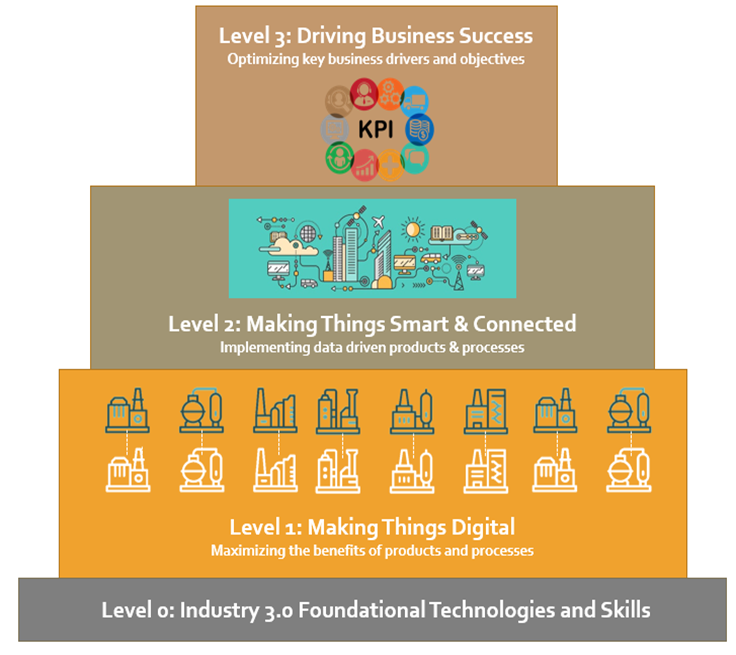 Level 3: Driving Business Success
Optimizing key business drivers and objectives
KPI
Level 2: Making Things Smart & Connected
Implementing data driven products & processes
Level 1: Making Things Digital
Maximizing the benefits of products and processes
Level 0: Industry 3.0 Foundational Technologies and Skills